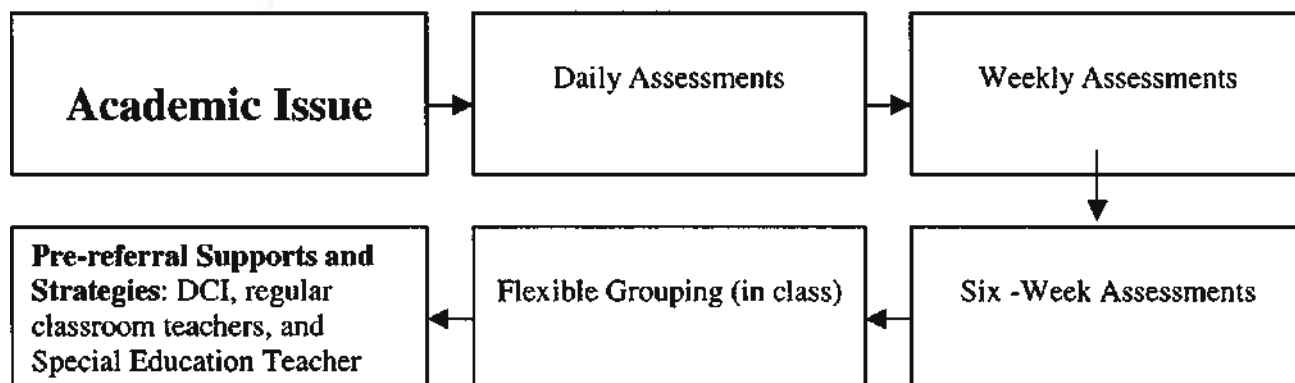 Academic Issue
Daily Assessments
Weekly Assessments
Pre-referral Supports and
Strategies: DCI, regular
classroom teachers, and
Special Education Teacher
Flexible Grouping (in class)
Six -Week Assessments